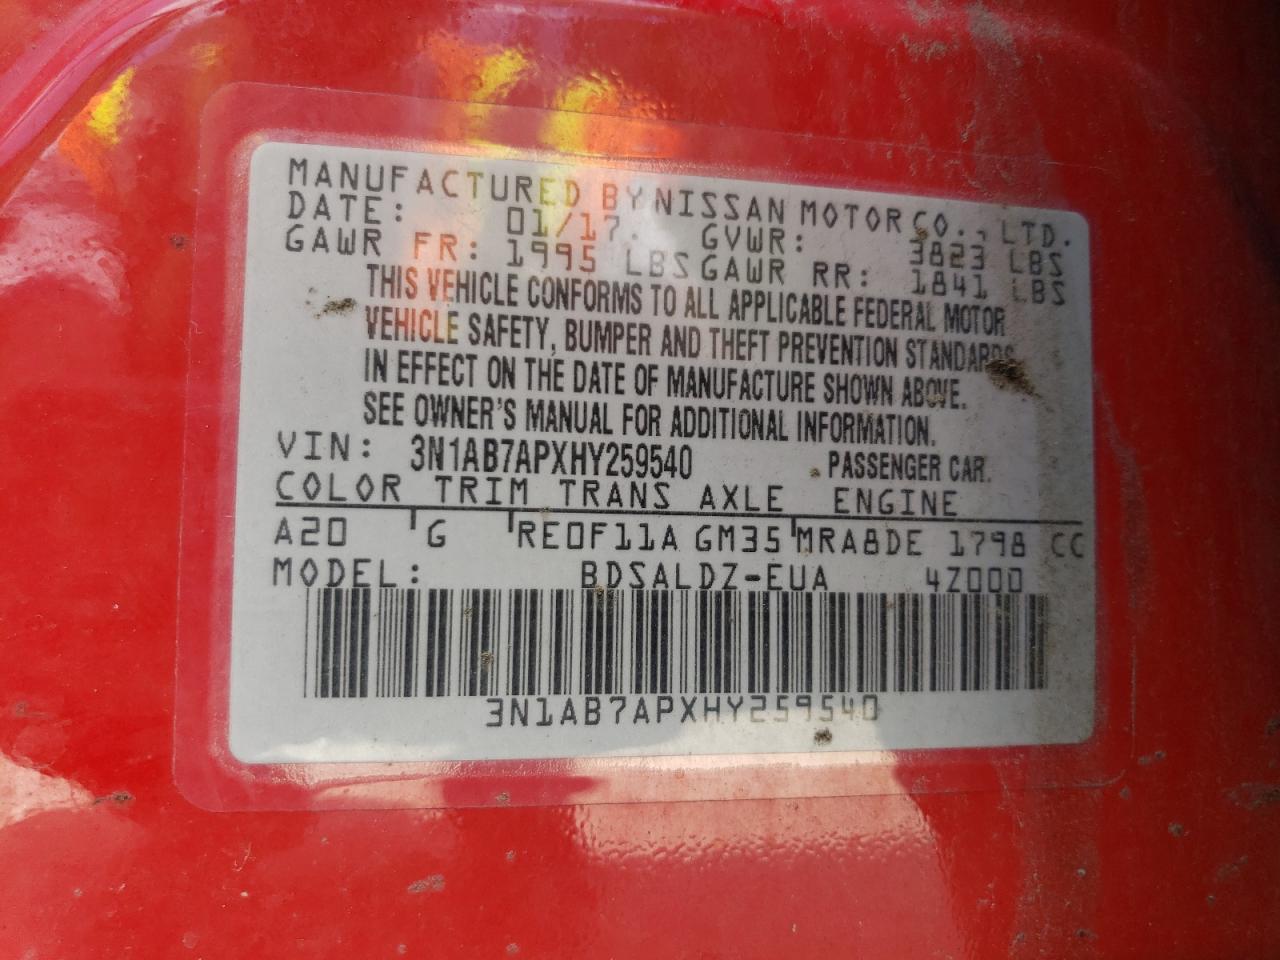 MANUFACTURED BY NISSAN MOTOR CO., LTD.
DATE: 01/17. GVWR: 3823 LBS
GAWR FR: 1995 LBS GAWR RR: 1841 LBS
THIS VEHICLE CONFORMS TO ALL APPLICABLE FEDERAL MOTOR
VEHICLE SAFETY, BUMPER AND THEFT PREVENTION STANDARDS
IN EFFECT ON THE DATE OF MANUFACTURE SHOWN ABOVE.
SEE OWNER'S MANUAL FOR ADDITIONAL INFORMATION.
VIN: 3N1AB7APXHY259540 PASSENGER CAR.
COLOR TRIM TRANS AXLE ENGINE
A20 G RE0F11A GM35 MRA8DE 1798 CC
MODEL: BDSALDZ-EUA 4Z000
3N1AB7APXHY259540